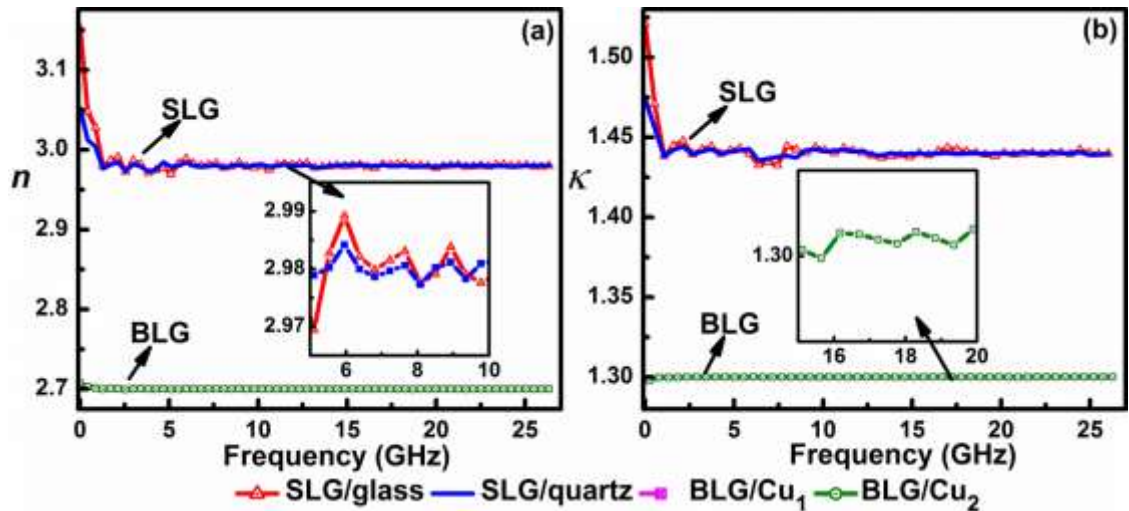 (a)
3.1
3.0
2.9
2.8
2.7
n
SLG
BLG
2.99
2.98
2.97
6 8 10
0 5 10 15 20 25
Frequency (GHz)
(b)
1.50
1.45
1.40
1.35
1.30
κ
SLG
BLG
1.30
16 18 20
0 5 10 15 20 25
Frequency (GHz)
SLG/glass SLG/quartz BLG/Cu₁ BLG/Cu₂